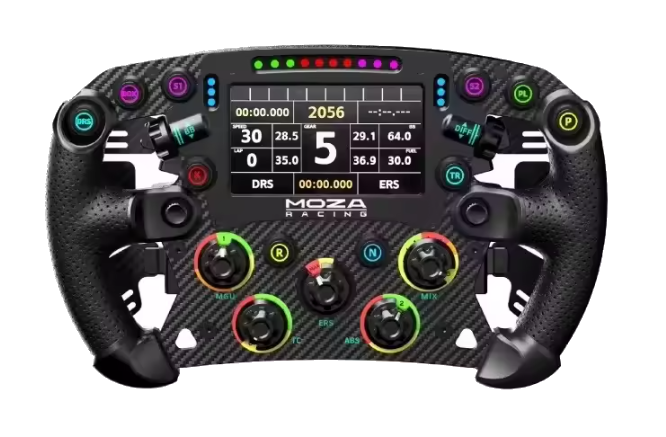 BOX
S1
S2
PL
DRS
P
BB
DIFF
00:00.000
2056
--:--.---
SPEED
30
28.5
GEAR
5
29.1
64.0
LAP
0
35.0
36.9
FUEL
30.0
DRS
00:00.000
ERS
X
TR
MOZA
RACING
R
N
MGU
MIX
ERS
TC
ABS
1
2